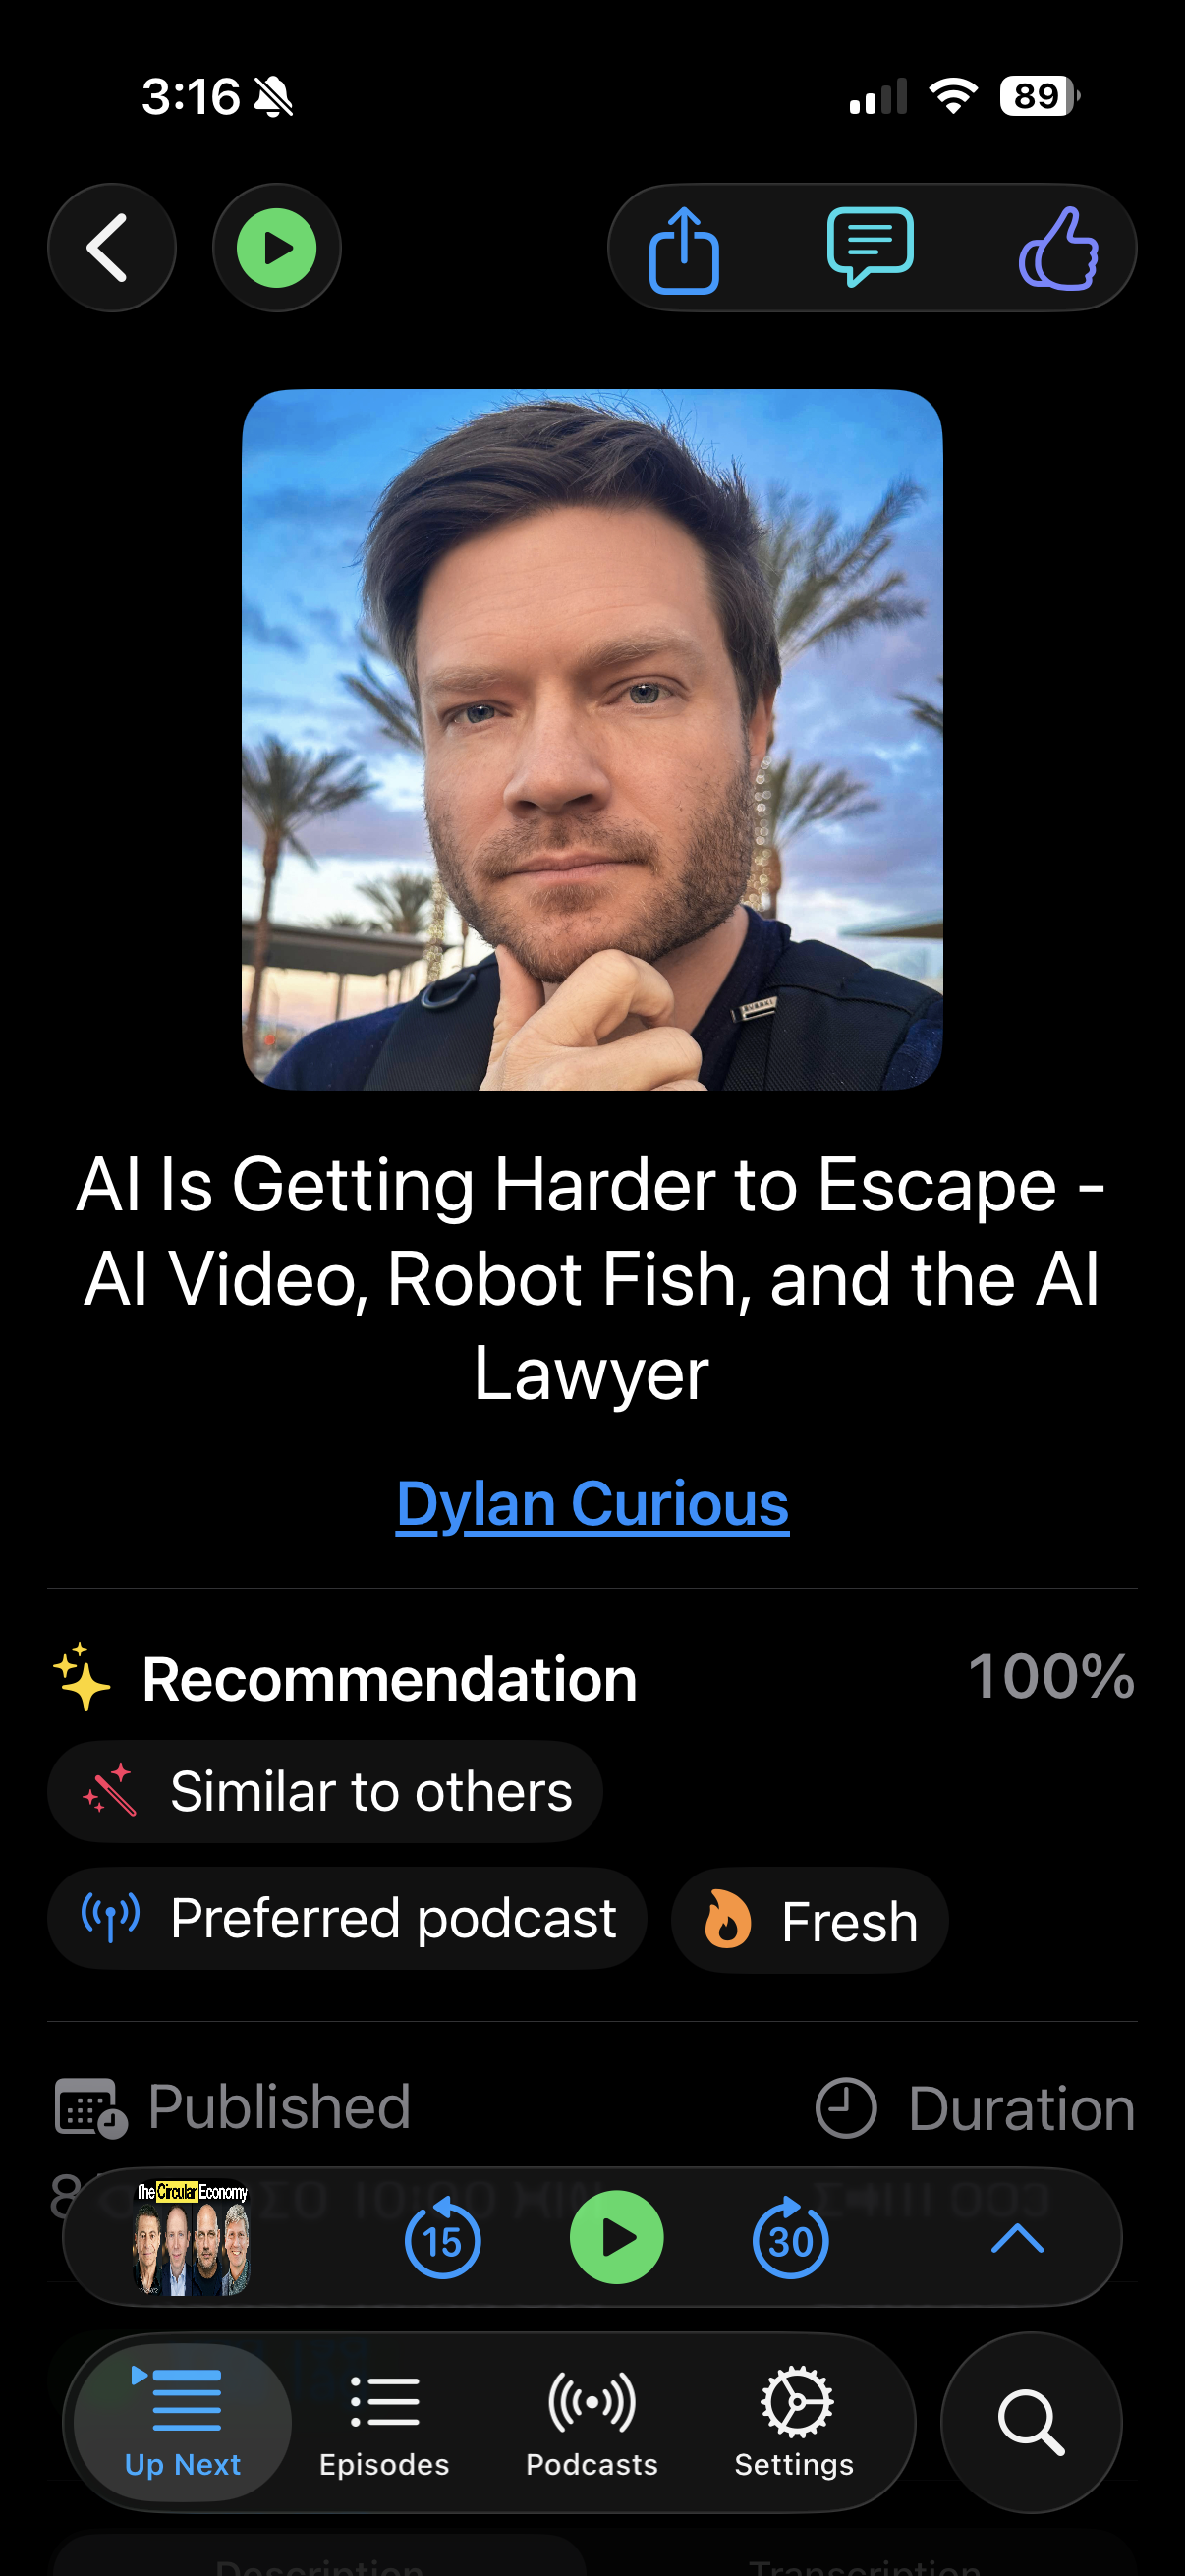 3:16
89
AI Is Getting Harder to Escape -
AI Video, Robot Fish, and the AI
Lawyer
Dylan Curious
Recommendation
100%
Similar to others
Preferred podcast
Fresh
Published
Duration
The Circular Economy
15
30
Up Next
Episodes
Podcasts
Settings
Description
Transcription